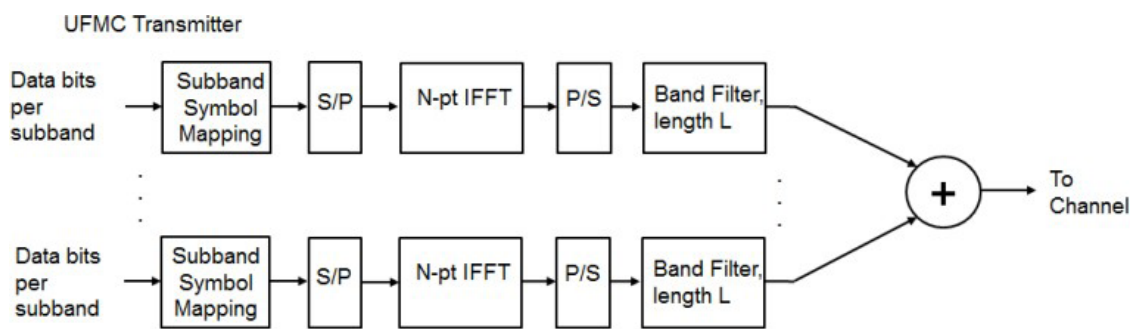 UFMC Transmitter
Data bits
per
subband
Subband
Symbol
Mapping
S/P
N-pt IFFT
P/S
Band Filter,
length L
+
To
Channel
Data bits
per
subband
Subband
Symbol
Mapping
S/P
N-pt IFFT
P/S
Band Filter,
length L